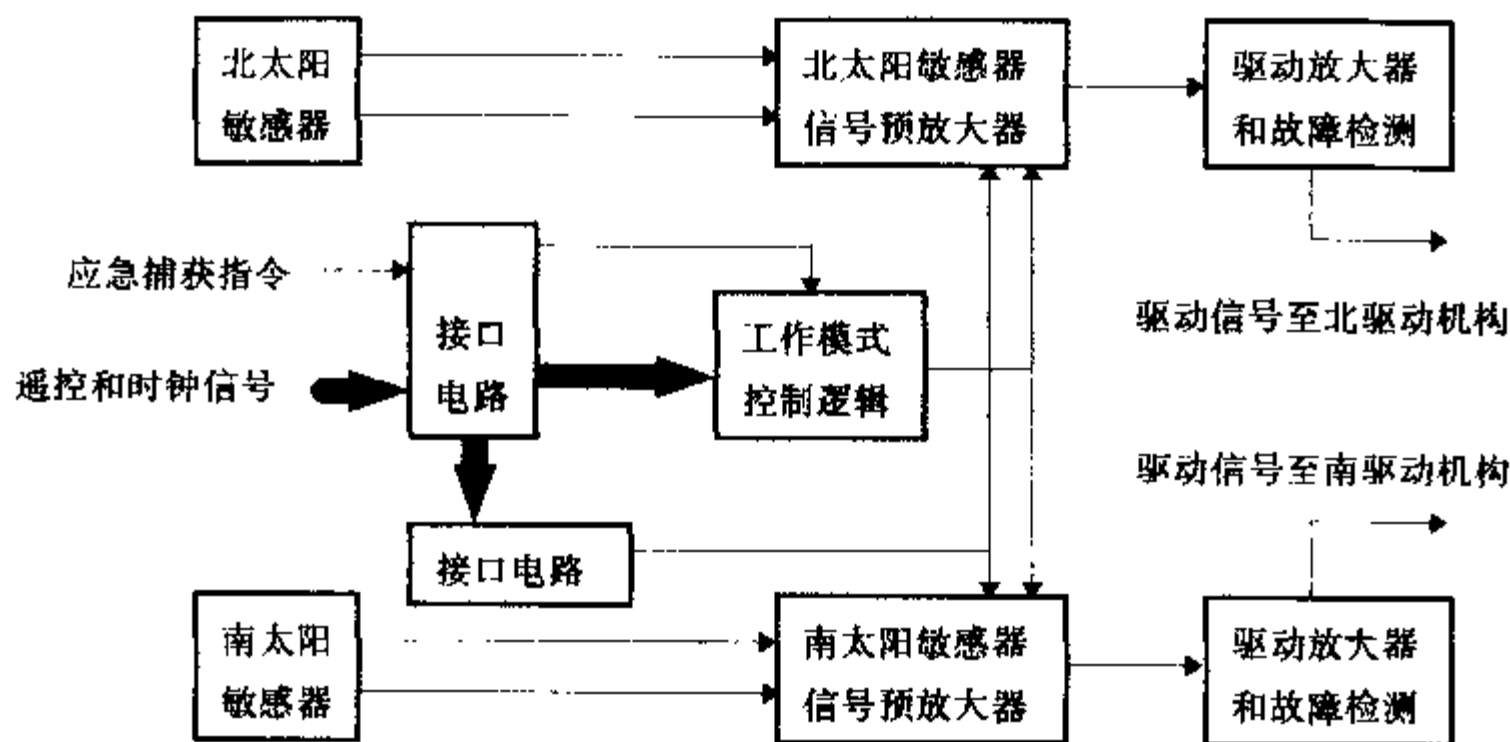 北太阳
敏感器
北太阳敏感器
信号预放大器
驱动放大器
和故障检测
应急捕获指令
遥控和时钟信号
接口
电路
工作模式
控制逻辑
驱动信号至北驱动机构
驱动信号至南驱动机构
接口电路
南太阳
敏感器
南太阳敏感器
信号预放大器
驱动放大器
和故障检测